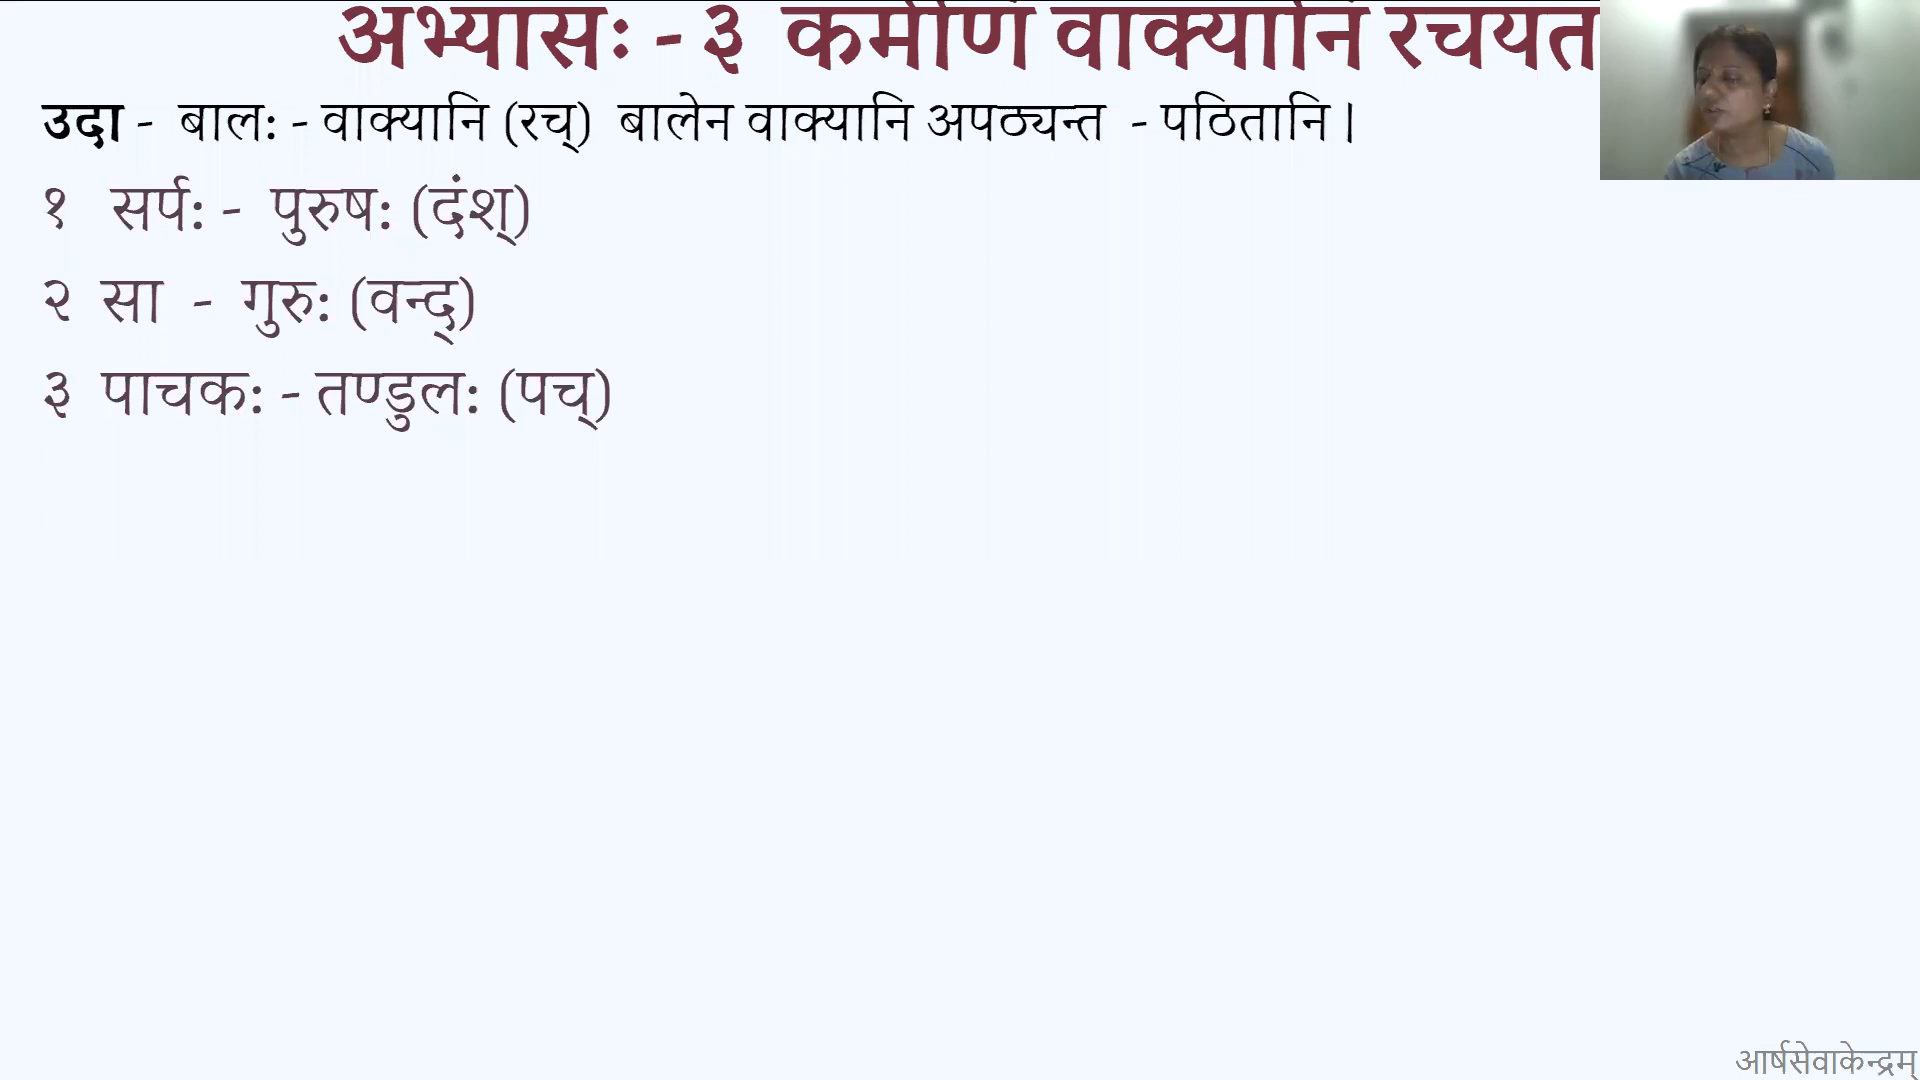 अभ्यासः - ३ कर्मणि वाक्यानि रचयत
उदा - बालः - वाक्यानि (रच्) बालेन वाक्यानि अपठ्यन्त - पठितानि ।
१ सर्पः - पुरुषः (दंश्)
२ सा - गुरुः (वन्द्)
३ पाचकः - तण्डुलः (पच्)
आर्षसेवाकेन्द्रम्